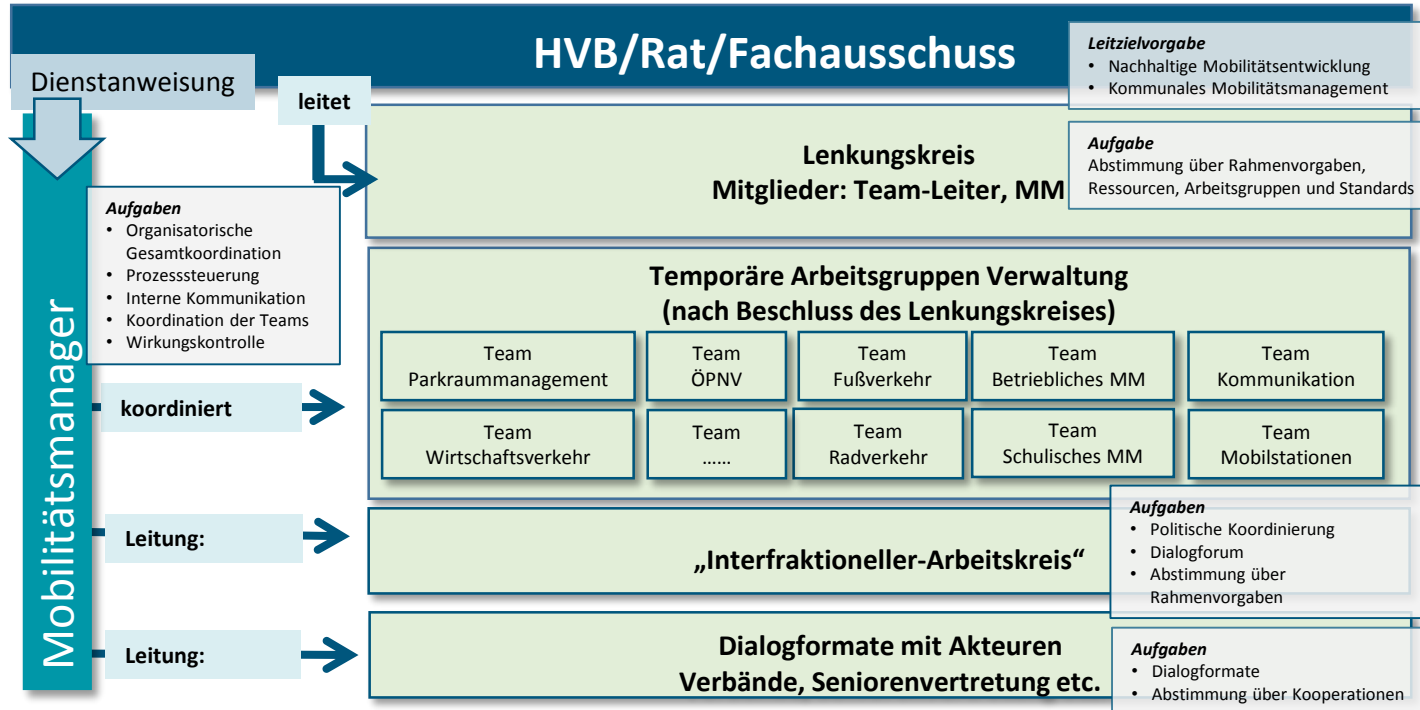 HVB/Rat/Fachausschuss
Leitzielvorgabe
• Nachhaltige Mobilitätsentwicklung
• Kommunales Mobilitätsmanagement
Dienstanweisung
leitet
Lenkungskreis
Mitglieder: Team-Leiter, MM
Aufgabe
Abstimmung über Rahmenvorgaben,
Ressourcen, Arbeitsgruppen und Standards
Mobilitätsmanager
Aufgaben
• Organisatorische
Gesamtkoordination
• Prozesssteuerung
• Interne Kommunikation
• Koordination der Teams
• Wirkungskontrolle
koordiniert
Temporäre Arbeitsgruppen Verwaltung
(nach Beschluss des Lenkungskreises)
Team
Parkraummanagement
Team
ÖPNV
Team
Fußverkehr
Team
Betriebliches MM
Team
Kommunikation
Team
Wirtschaftsverkehr
Team
......
Team
Radverkehr
Team
Schulisches MM
Team
Mobilstationen
Leitung:
„Interfraktioneller-Arbeitskreis“
Aufgaben
• Politische Koordinierung
• Dialogforum
• Abstimmung über
Rahmenvorgaben
Leitung:
Dialogformate mit Akteuren
Verbände, Seniorenvertretung etc.
Aufgaben
• Dialogformate
• Abstimmung über Kooperationen